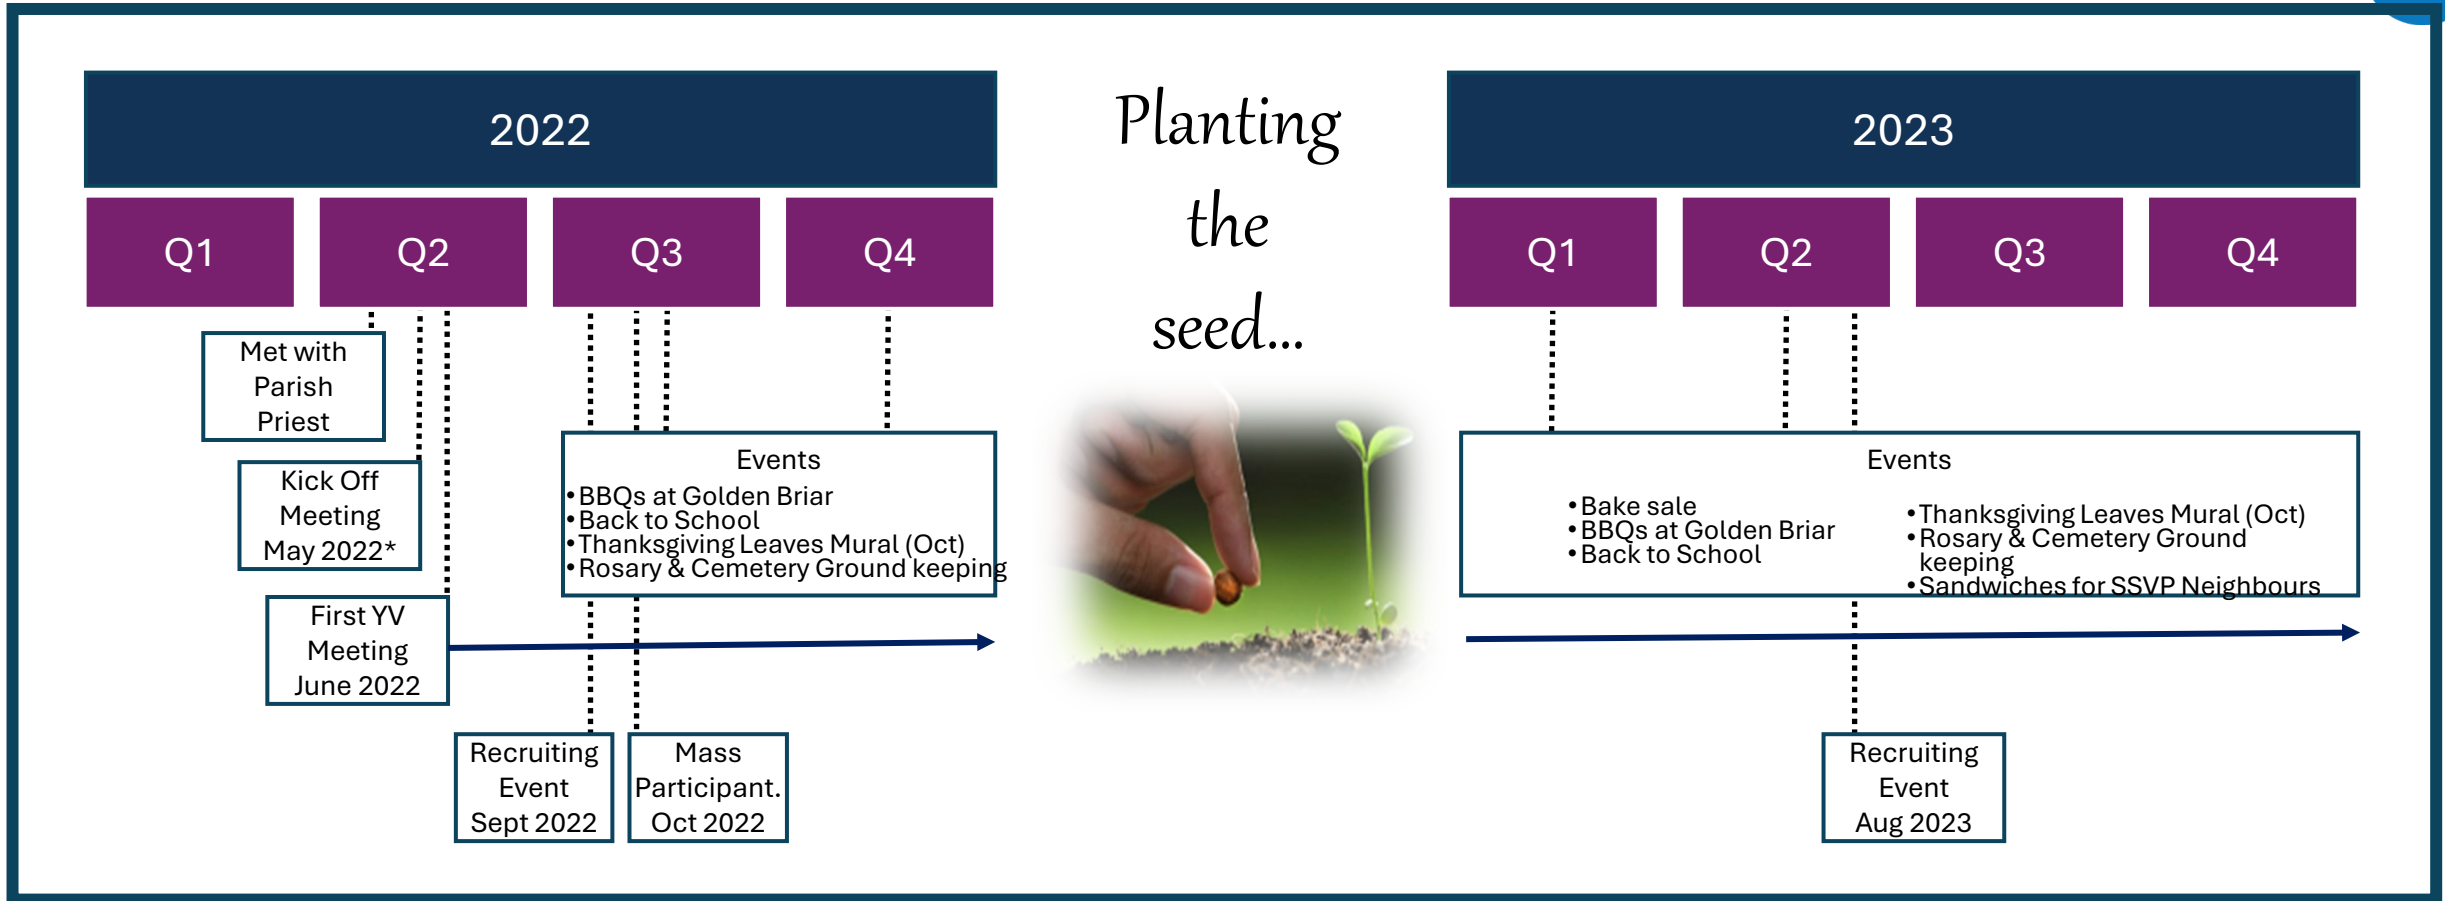 2022
Q1
Q2
Q3
Q4
Met with
Parish
Priest
Kick Off
Meeting
May 2022*
First YV
Meeting
June 2022
Events
•BBQs at Golden Briar
•Back to School
•Thanksgiving Leaves Mural (Oct)
•Rosary & Cemetery Ground keeping
Recruiting
Event
Sept 2022
Mass
Participant.
Oct 2022
Planting
the
seed...
2023
Q1
Q2
Q3
Q4
Events
•Bake sale
•BBQs at Golden Briar
•Back to School
•Thanksgiving Leaves Mural (Oct)
•Rosary & Cemetery Ground
keeping
•Sandwiches for SSVP Neighbours
Recruiting
Event
Aug 2023